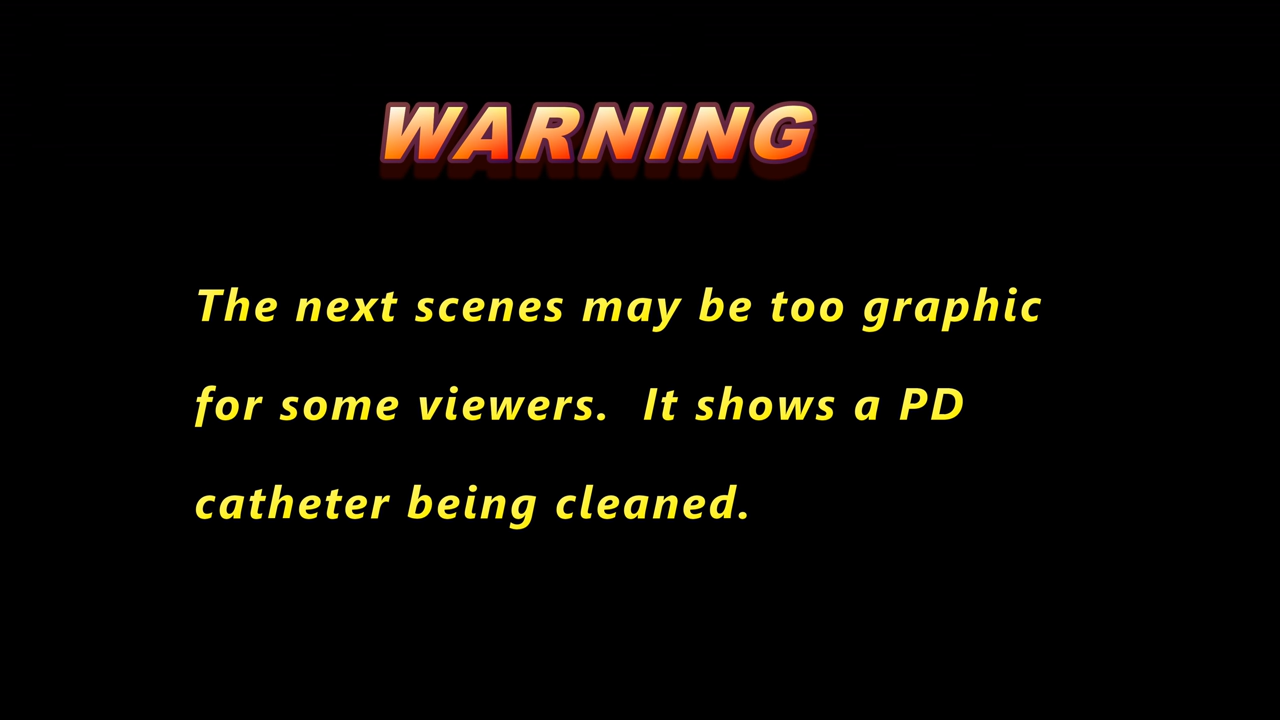 WARNING
The next scenes may be too graphic
for some viewers.  It shows a PD
catheter being cleaned.